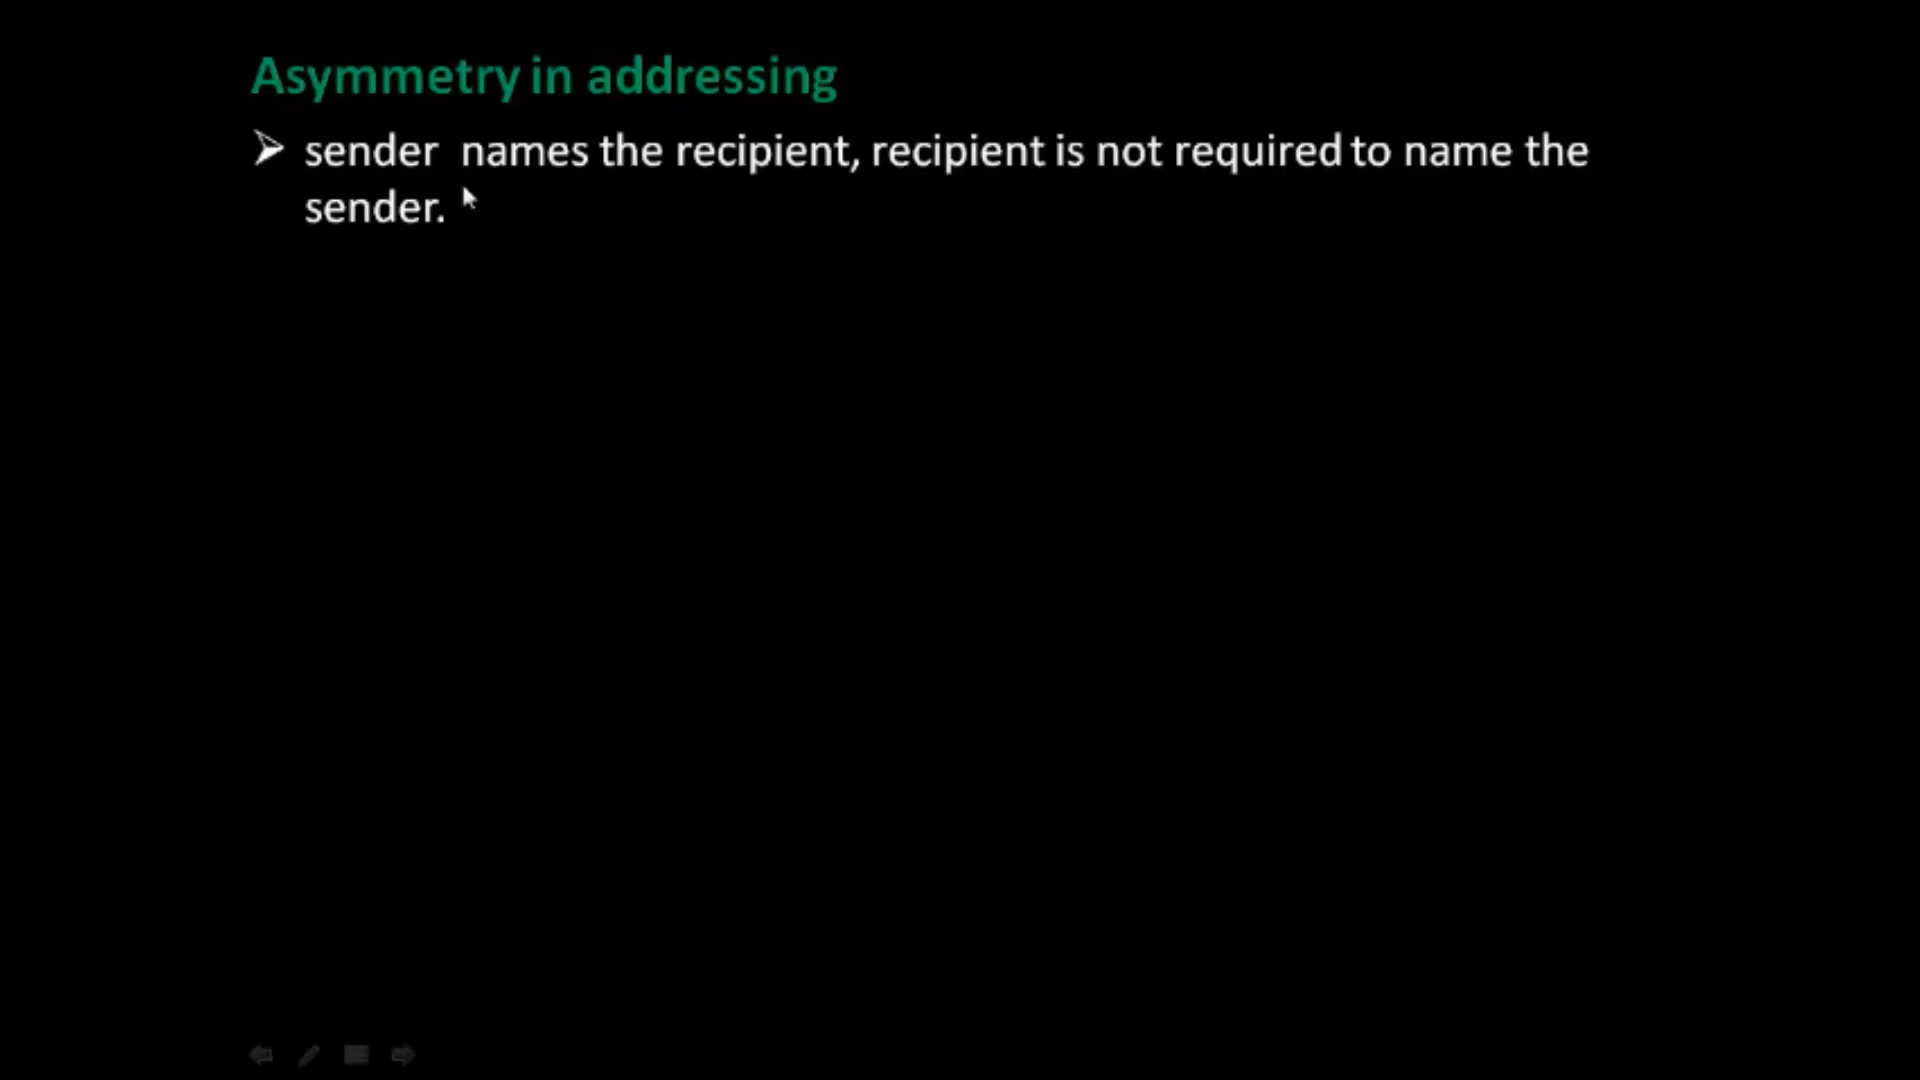 Asymmetry in addressing
➤ sender names the recipient, recipient is not required to name the
sender.